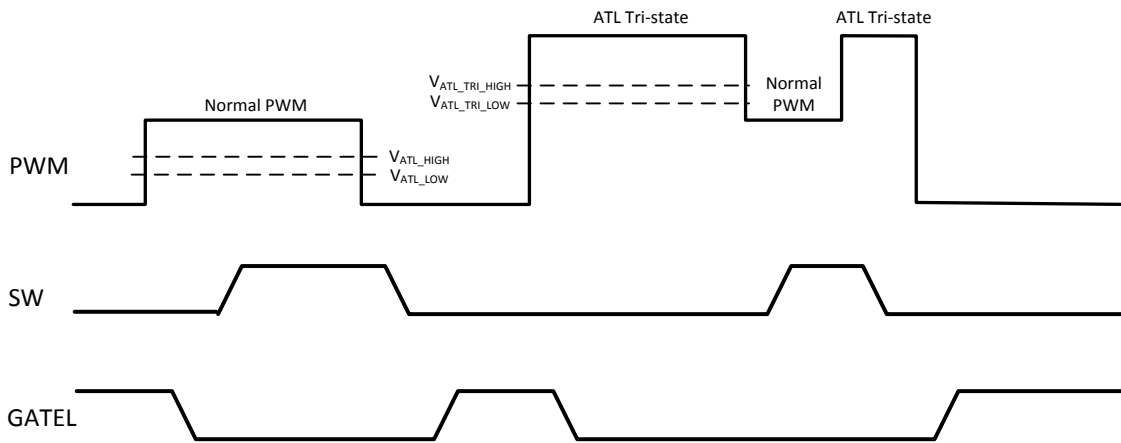 ATL Tri-state
ATL Tri-state
V_ATL_TRI_HIGH
V_ATL_TRI_LOW
Normal
PWM
Normal PWM
V_ATL_HIGH
V_ATL_LOW
PWM
SW
GATEL